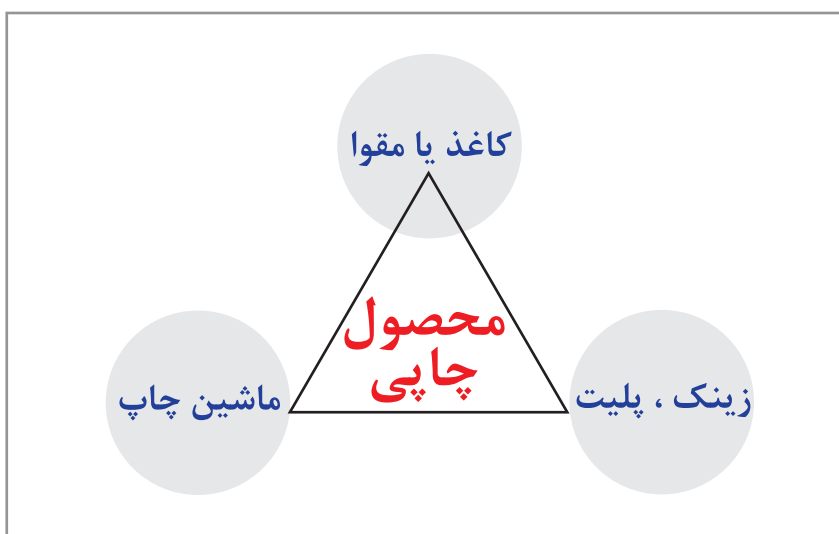 کاغذ یا مقوا
محصول
چاپی
زینک ، پلیت
ماشین چاپ